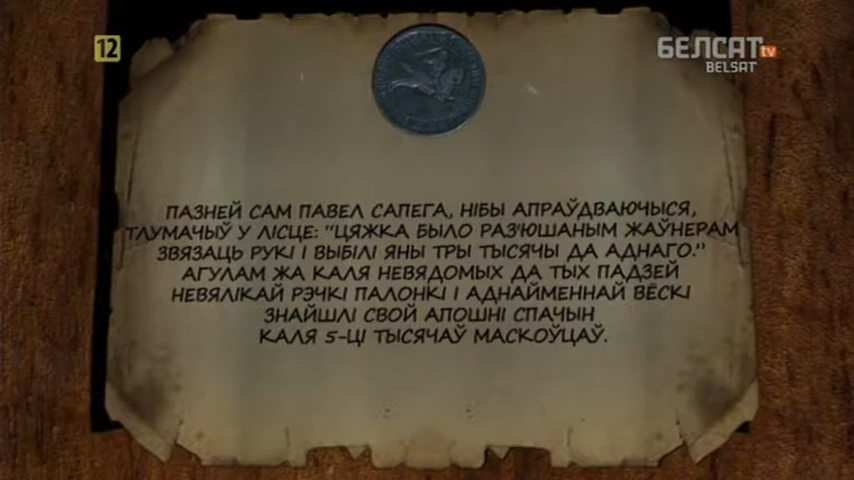 12
БЕЛСАТ tv
BELSAT
ПАЗНЕЙ САМ ПАВЕЛ САПЕГА, НІБЫ АПРАЎДВАЮЧЫСЯ,
ТЛУМАЧЫЎ У ЛІСЦЕ: "ЦЯЖКА БЫЛО РАЗ'ЮШАНЫМ ЖАЎНЕРАМ
ЗВЯЗАЦЬ РУКІ І ВЫБІЛІ ЯНЫ ТРЫ ТЫСЯЧЫ ДА АДНАГО."
АГУЛАМ ЖА КАЛЯ НЕВЯДОМЫХ ДА ТЫХ ПАДЗЕЙ
НЕВЯЛІКАЙ РЭЧКІ ПАЛОНКІ І АДНАЙМЕННАЙ ВЁСКІ
ЗНАЙШЛІ СВОЙ АПОШНІ СПАЧЫН
КАЛЯ 5-ЦІ ТЫСЯЧАЎ МАСКОЎЦАЎ.